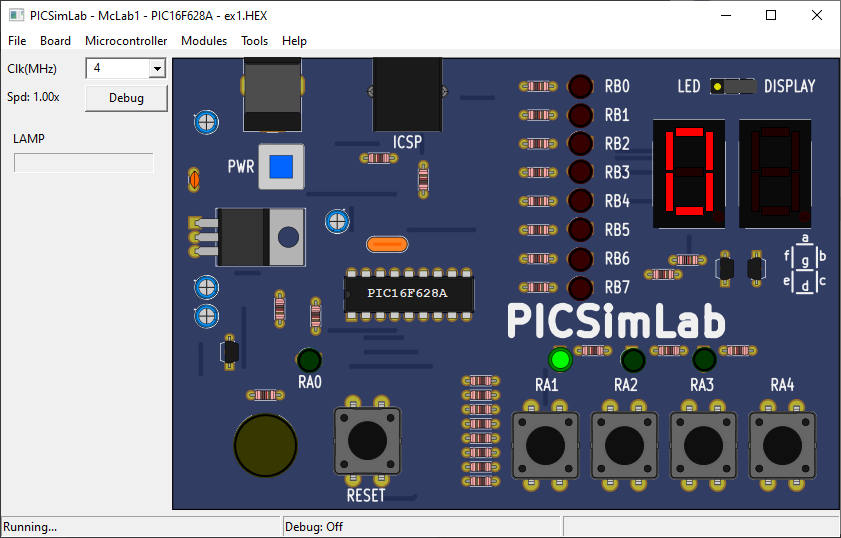 PICSimLab - McLab1 - PIC16F628A - ex1.HEX
File Board Microcontroller Modules Tools Help
Clk(MHz) 4
Spd: 1.00x Debug
LAMP
ICSP
PWR
PIC16F628A
RB0
RB1
RB2
RB3
RB4
RB5
RB6
RB7
LED DISPLAY
0
a
f b
g
e c
d
PICSimLab
RA0
RA1 RA2 RA3 RA4
RESET
Running... Debug: Off